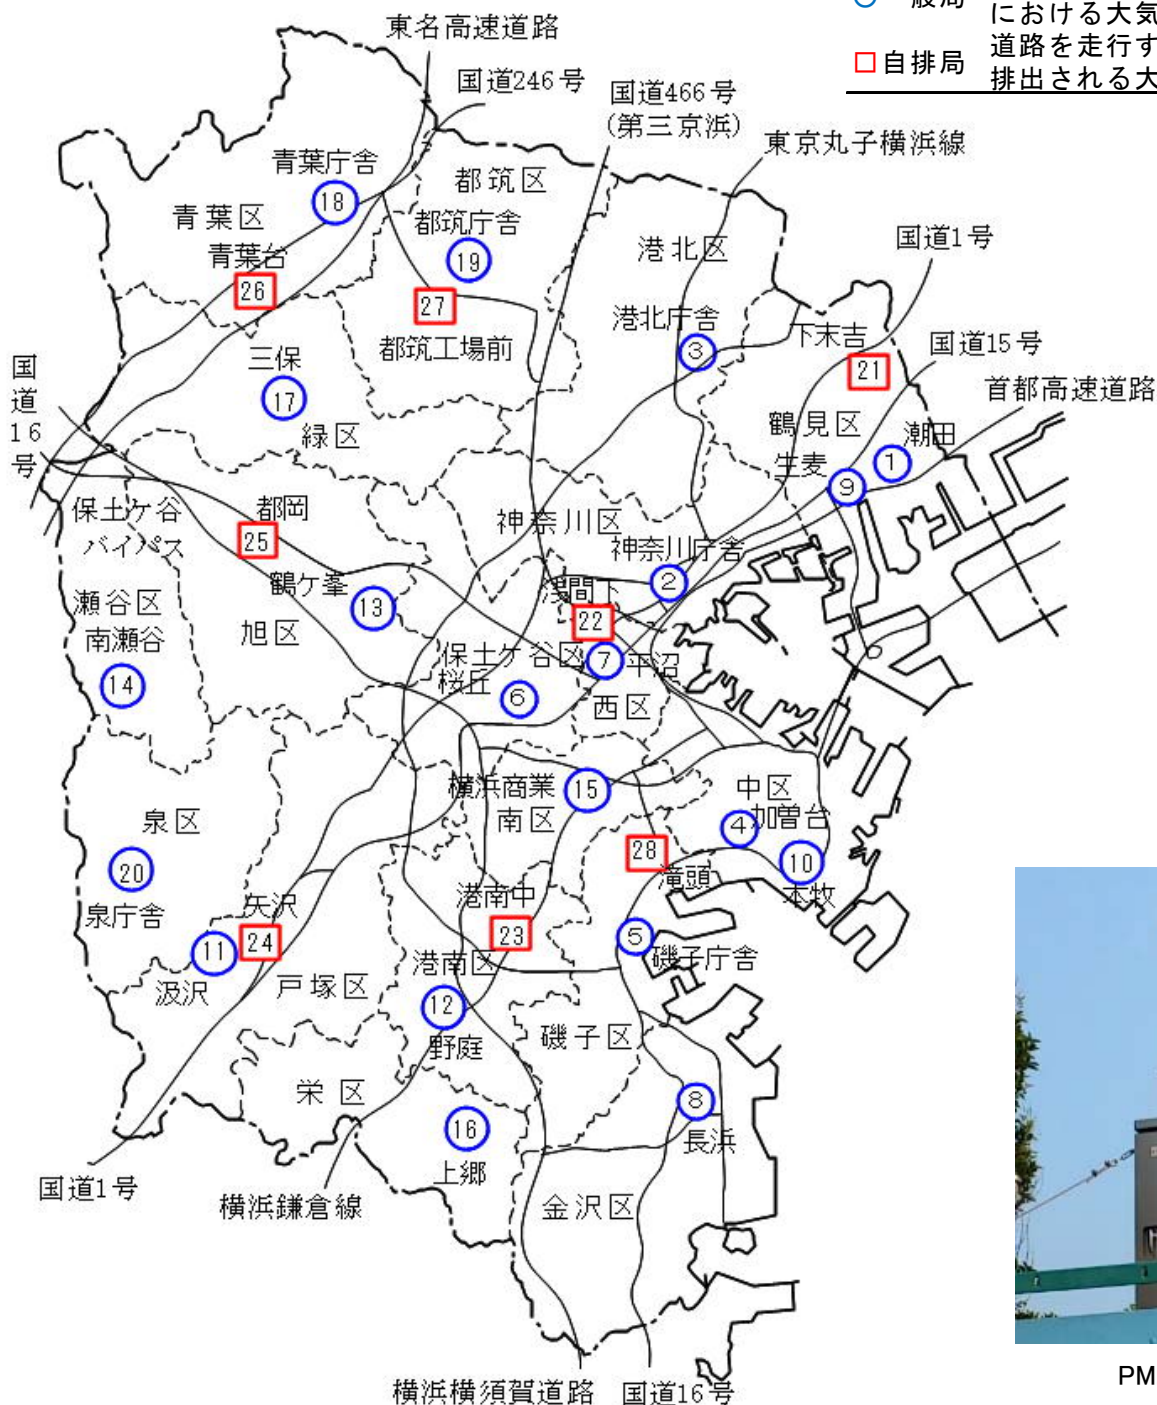 一般局
における大気
道路を走行す
自排局
排出される大
東名高速道路
国道246号
国道466号
(第三京浜)
東京丸子横浜線
青葉庁舎
18
都筑区
青葉区
都筑庁舎
19
港北区
国道1号
青葉台
26
27
都筑工場前
港北庁舎
3
下末吉
21
国道15号
首都高速道路
三保
17
緑区
国道16号
鶴見区
潮田
1
生麦
9
保土ケ谷
バイパス
都岡
25
神奈川区
神奈川庁舎
2
鶴ケ峯
13
浅間下
22
瀬谷区
南瀬谷
14
旭区
保土ケ谷区
7
平沼
桜丘
6
西区
横浜商業
15
南区
中区
4
加曽台
10
本牧
泉区
20
泉庁舎
28
滝頭
港南中
23
5
磯子庁舎
矢沢
24
11
汲沢
戸塚区
港南区
12
野庭
磯子区
栄区
8
長浜
16
上郷
金沢区
国道1号
横浜鎌倉線
横浜横須賀道路
国道16号
PM